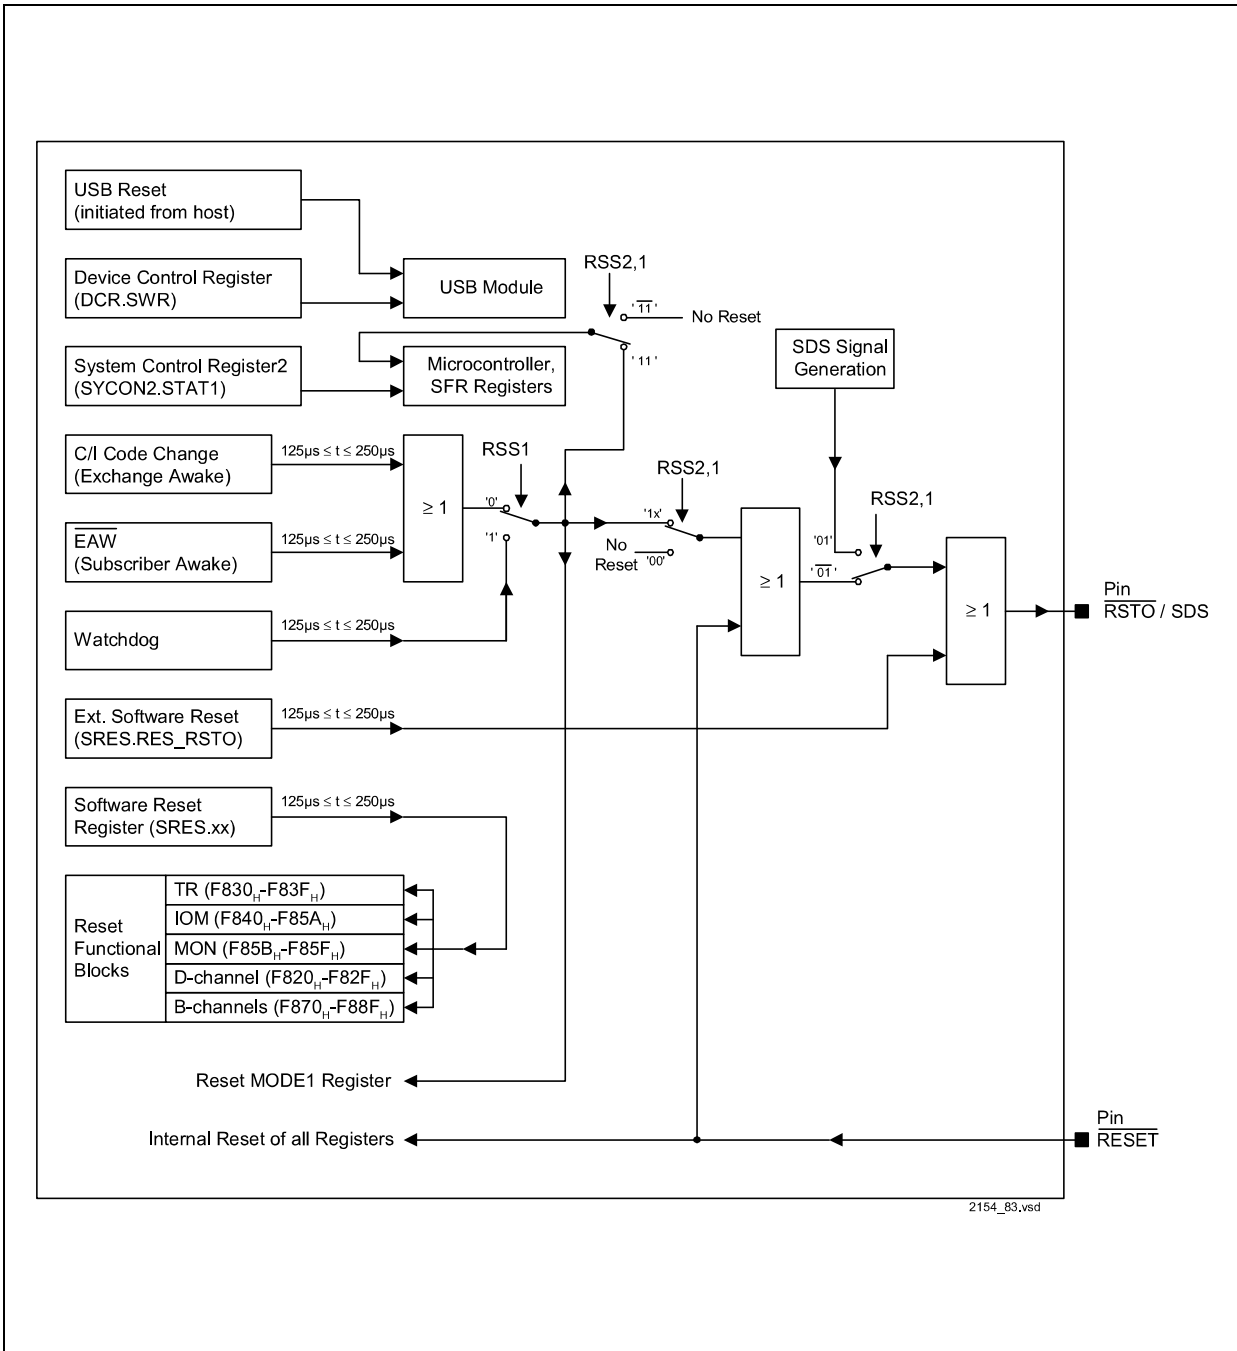 USB Reset
(initiated from host)
Device Control Register
(DCR.SWR)
USB Module
RSS2,1
'11'
No Reset
'11'
System Control Register2
(SYCON2.STAT1)
Microcontroller,
SFR Registers
SDS Signal
Generation
C/I Code Change
(Exchange Awake)
125µs ≤ t ≤ 250µs
≥ 1
RSS1
'0'
'1'
RSS2,1
'1x'
No
Reset
'00'
EAW
(Subscriber Awake)
125µs ≤ t ≤ 250µs
≥ 1
RSS2,1
'01'
'01'
≥ 1
Pin
RSTO / SDS
Watchdog
125µs ≤ t ≤ 250µs
Ext. Software Reset
(SRES.RES_RSTO)
125µs ≤ t ≤ 250µs
Software Reset
Register (SRES.xx)
125µs ≤ t ≤ 250µs
Reset
Functional
Blocks
TR (F830H-F83FH)
IOM (F840H-F85AH)
MON (F85BH-F85FH)
D-channel (F820H-F82FH)
B-channels (F870H-F88FH)
Reset MODE1 Register
Internal Reset of all Registers
Pin
RESET
2154_83.vsd